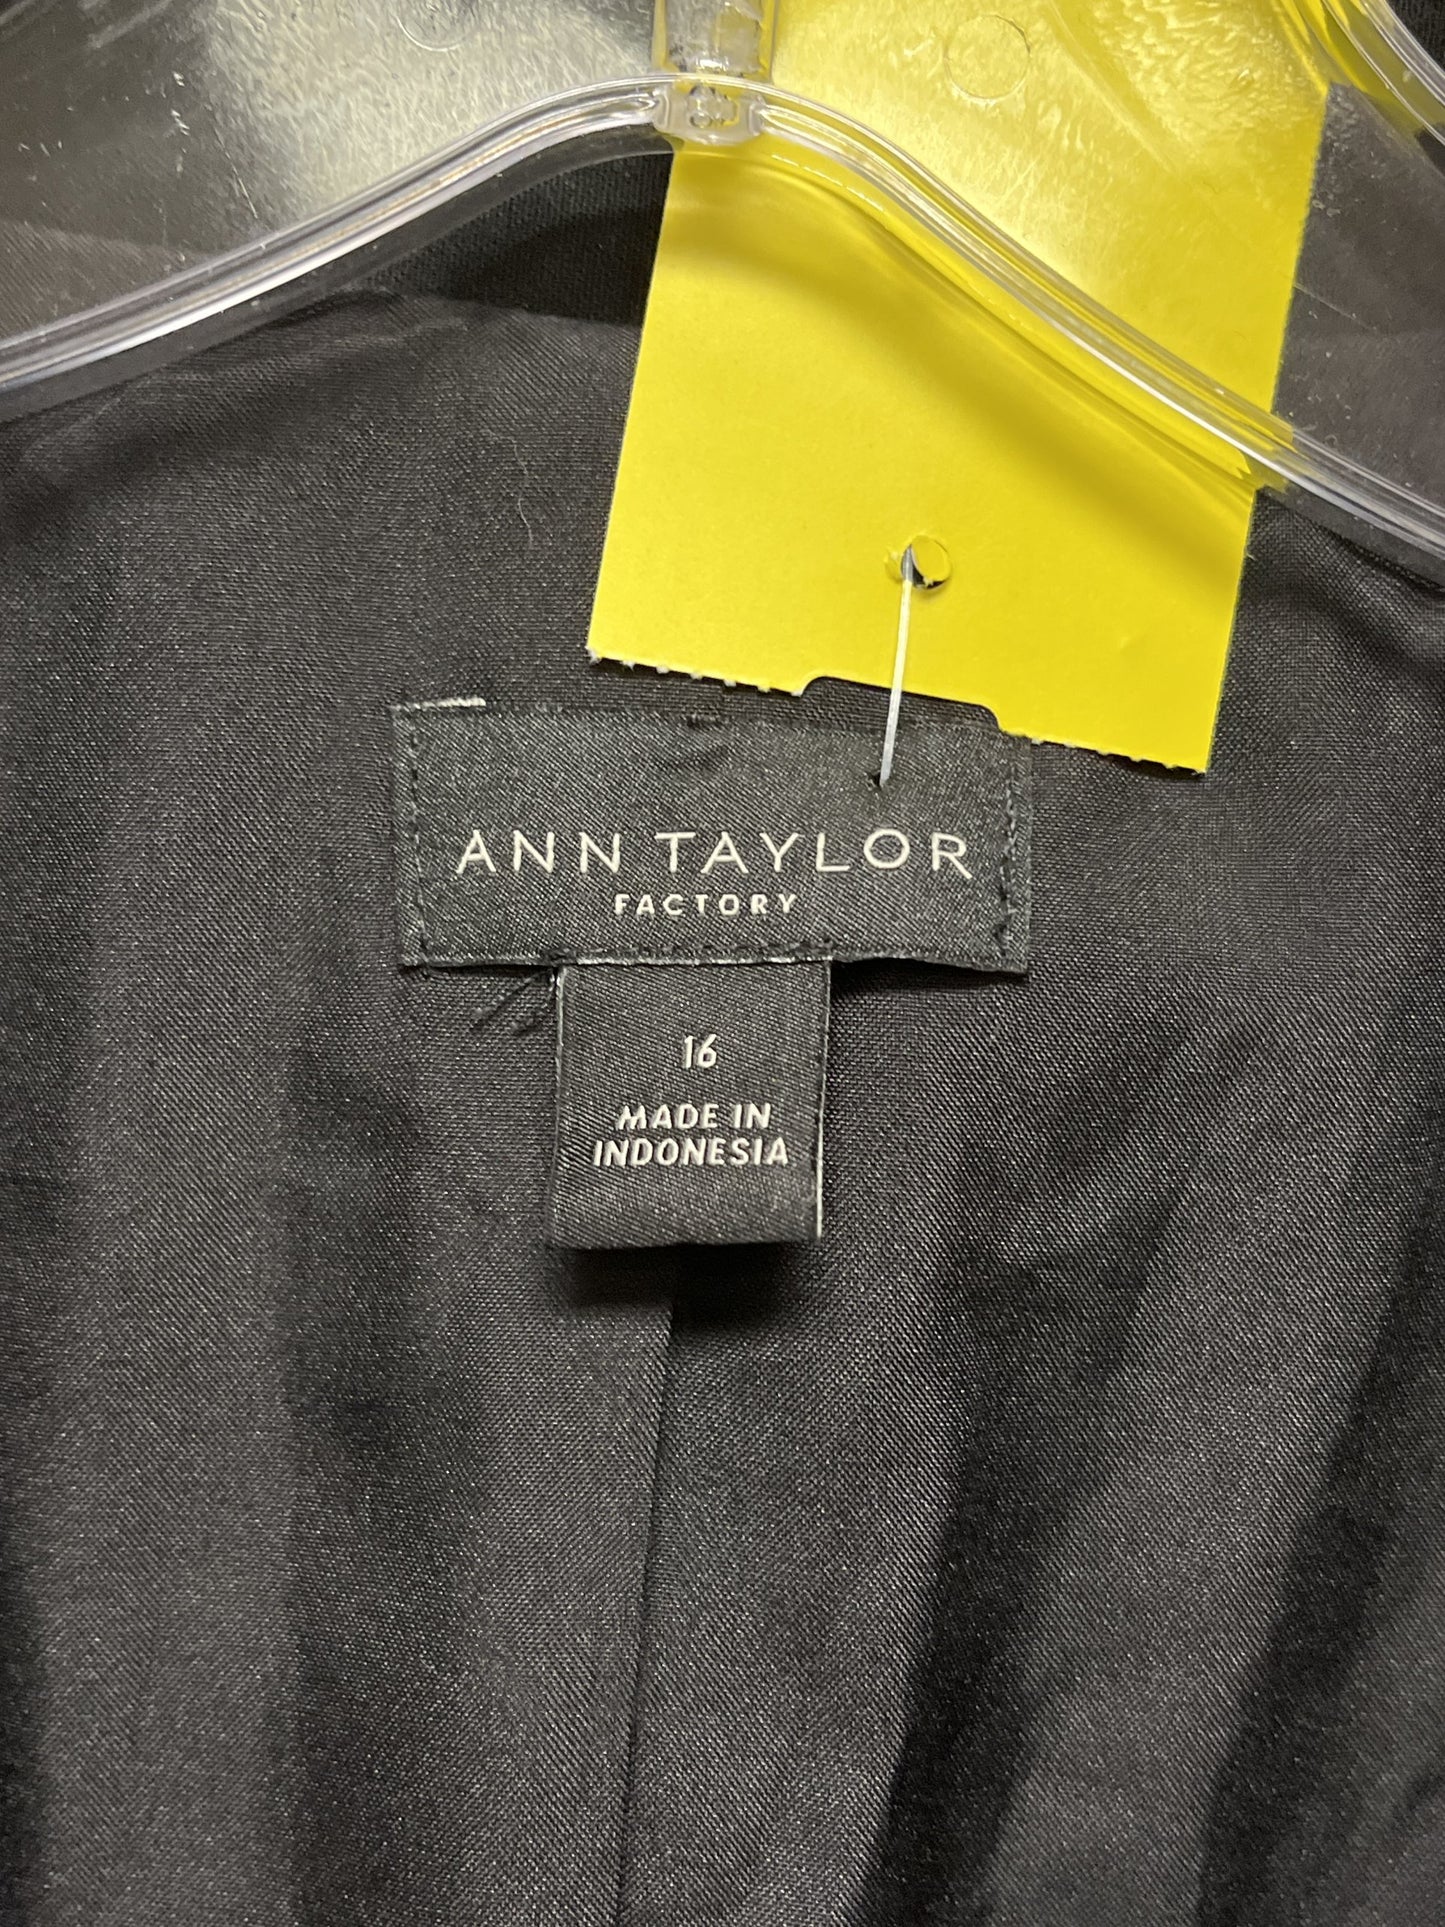 ANN TAYLOR
FACTORY
16
MADE IN
INDONESIA